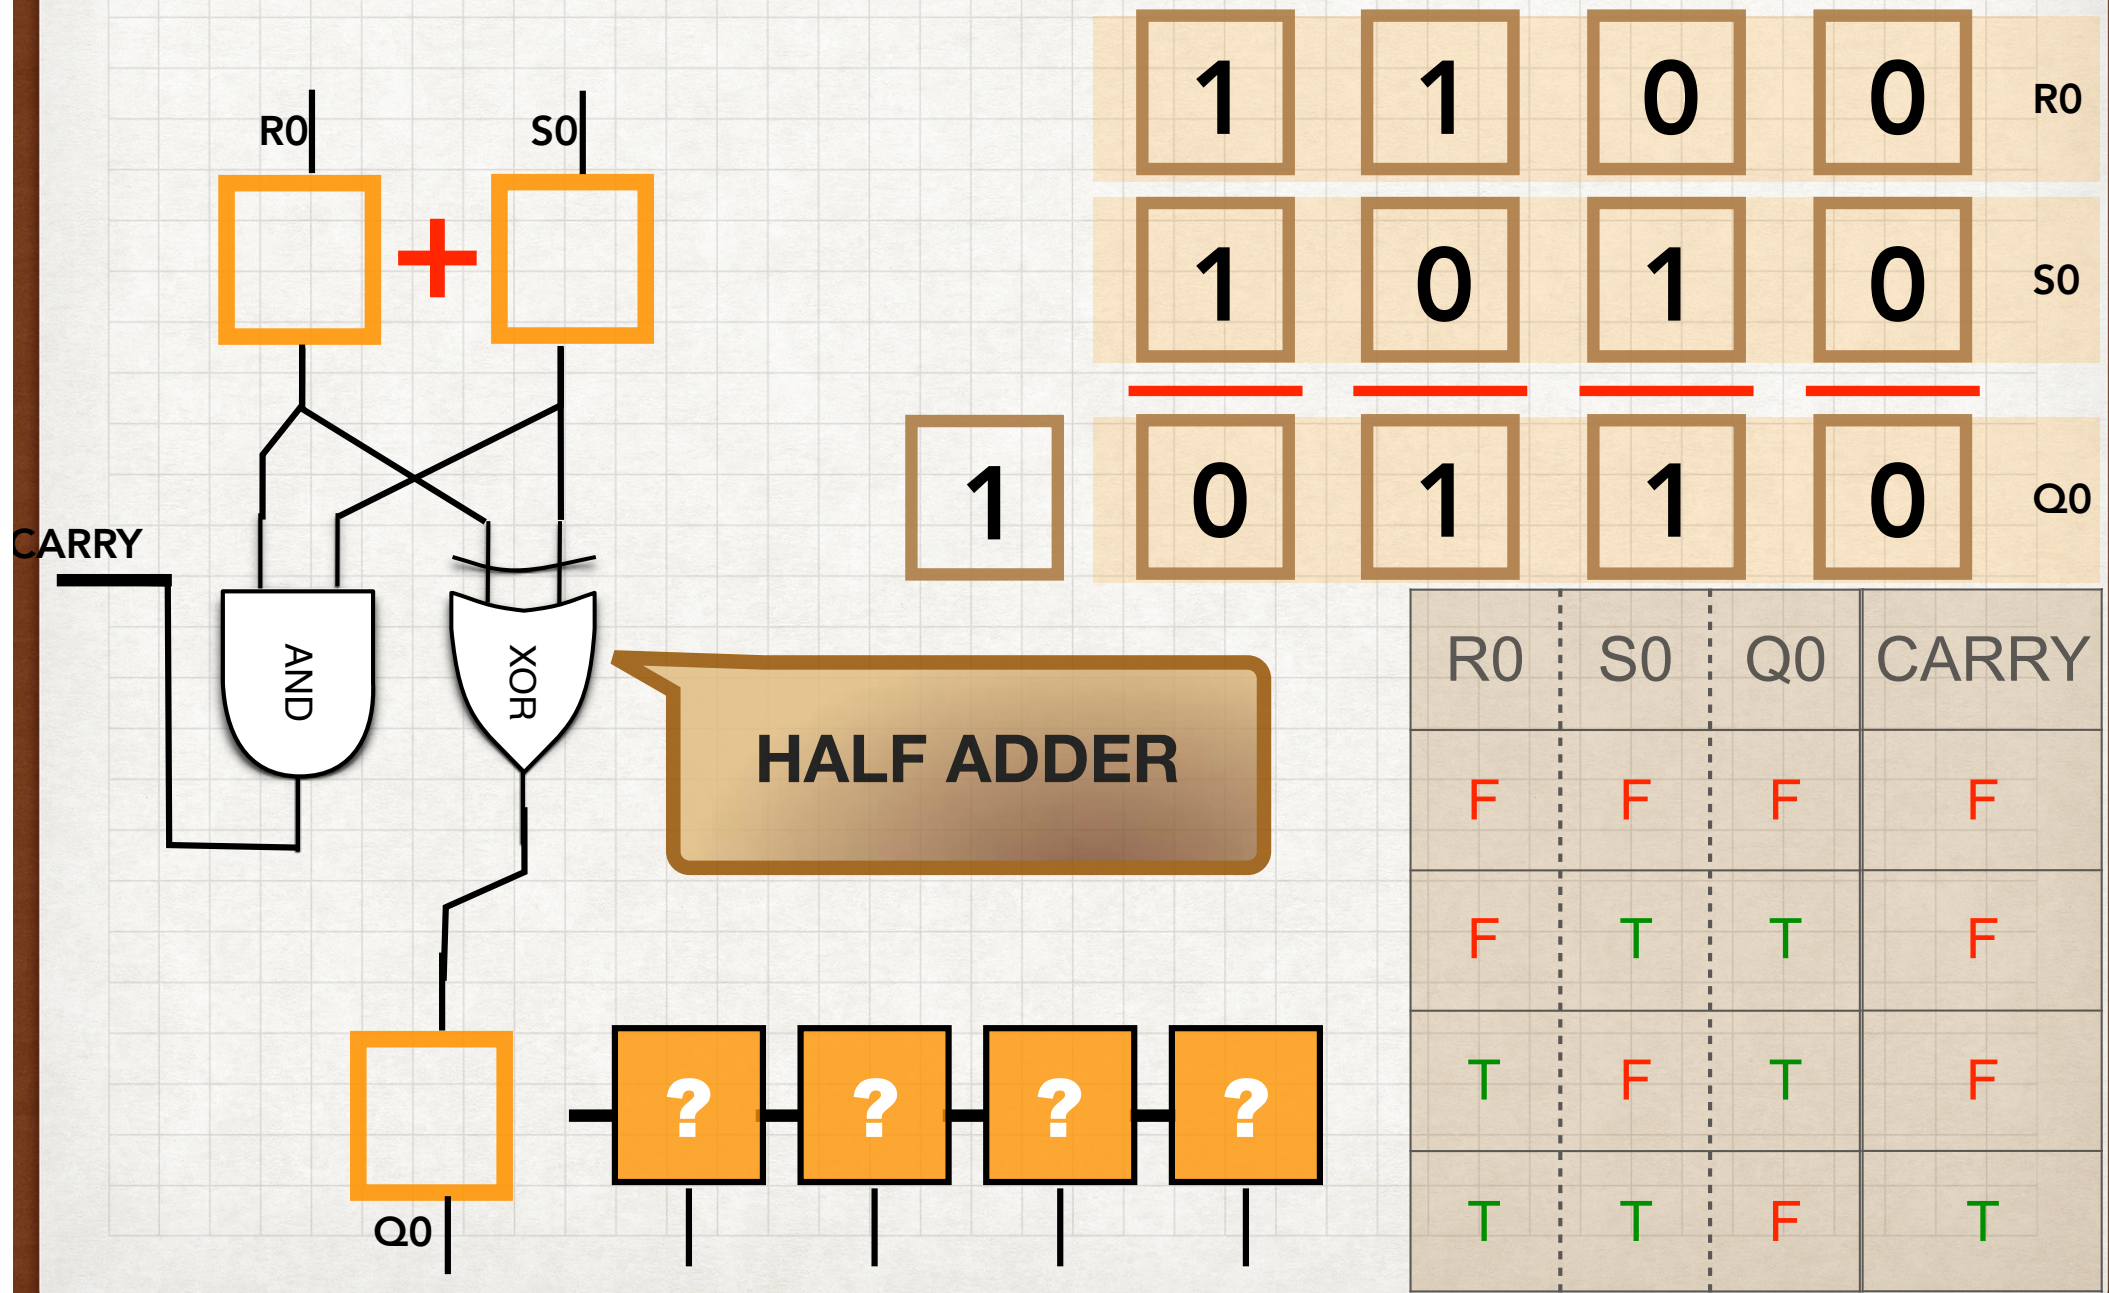 R0 S0
CARRY
AND XOR
HALF ADDER
? ? ? ?
Q0
1 1 0 0 R0
1 0 1 0 S0
1 0 1 1 0 Q0
R0 S0 Q0 CARRY
F F F F
F T T F
T F T F
T T F T